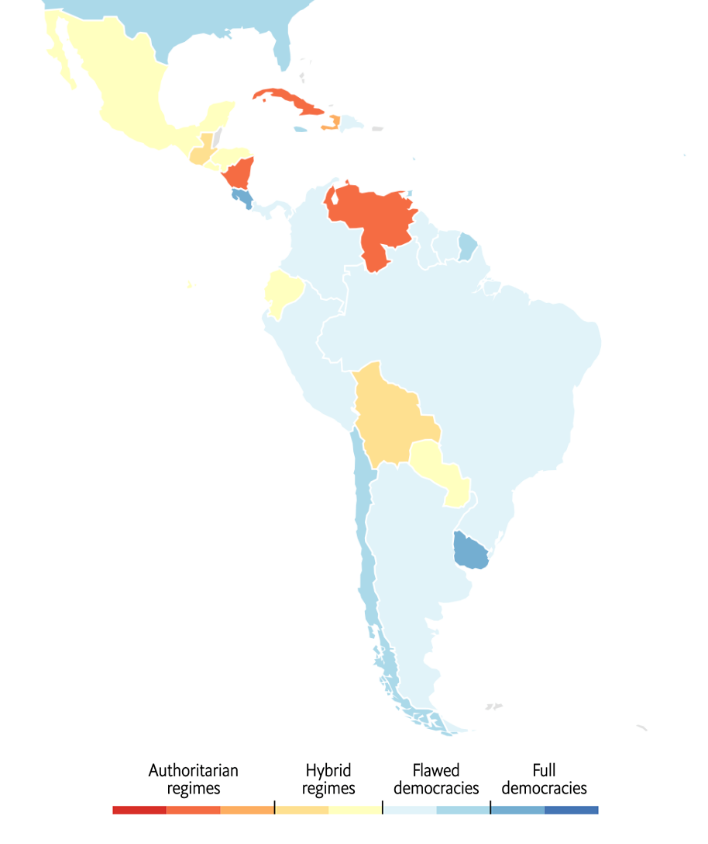 Authoritarian
regimes
Hybrid
regimes
Flawed
democracies
Full
democracies